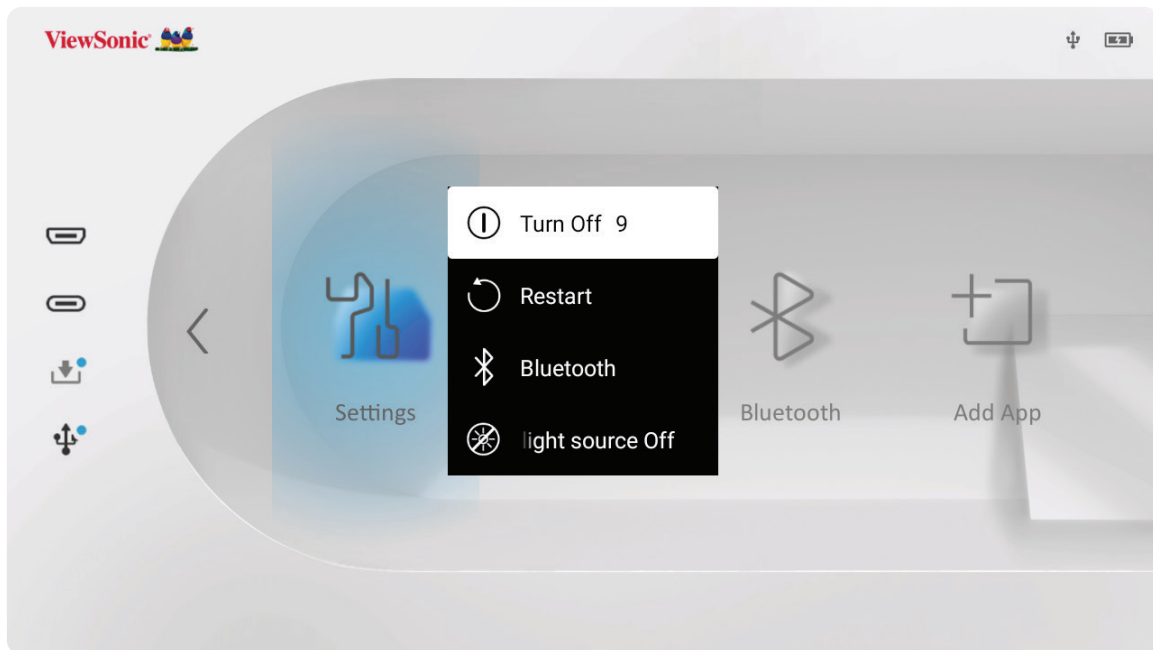 ViewSonic
Turn Off 9
Restart
Bluetooth
light source Off
Settings
Bluetooth
Add App